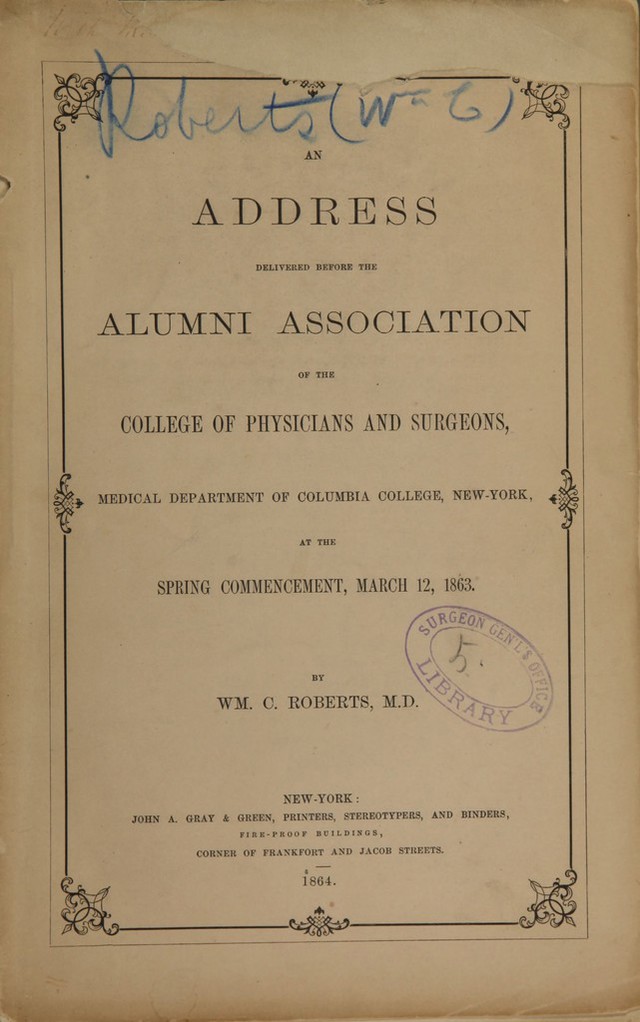 Roberts (Wm C)
AN
ADDRESS
DELIVERED BEFORE THE
ALUMNI ASSOCIATION
OF THE
COLLEGE OF PHYSICIANS AND SURGEONS,
MEDICAL DEPARTMENT OF COLUMBIA COLLEGE, NEW-YORK,
AT THE
SPRING COMMENCEMENT, MARCH 12, 1863.
SURGEON GEN'L'S OFFICE
5.
LIBRARY
BY
WM. C. ROBERTS, M.D.
NEW-YORK:
JOHN A. GRAY & GREEN, PRINTERS, STEREOTYPERS, AND BINDERS,
FIRE-PROOF BUILDINGS,
CORNER OF FRANKFORT AND JACOB STREETS.
1864.